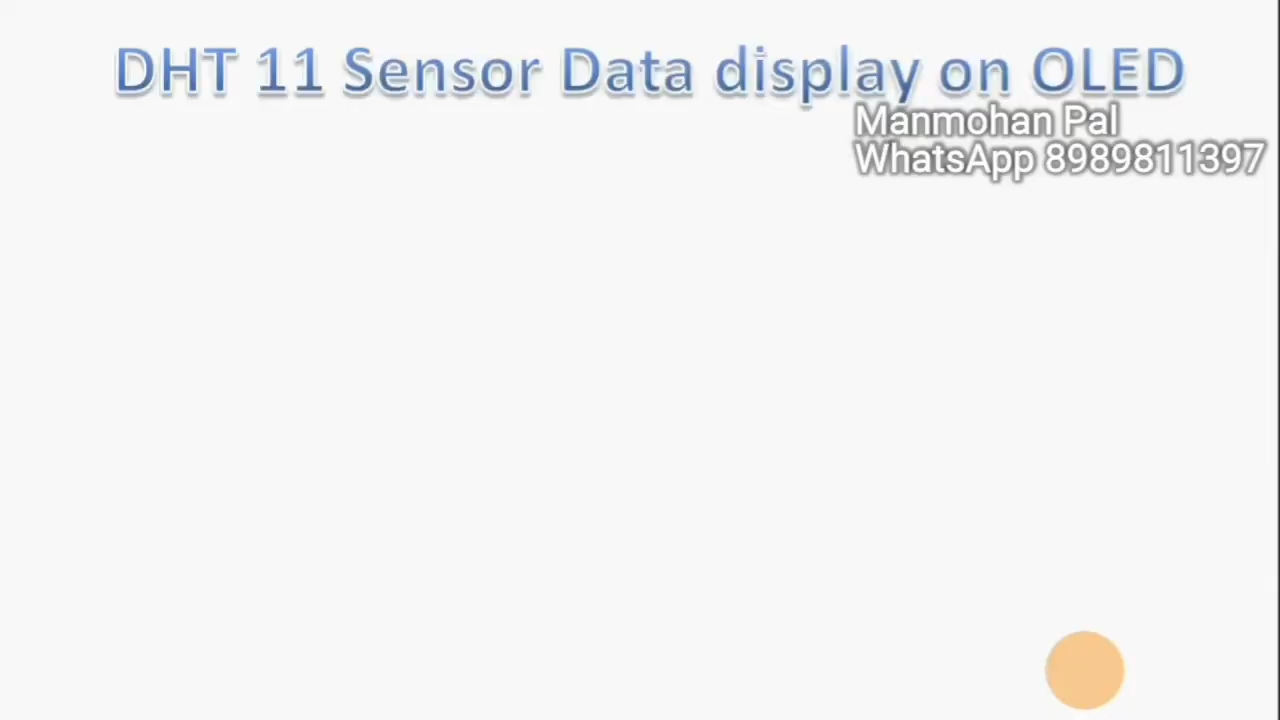 DHT 11 Sensor Data display on OLED
Manmohan Pal
WhatsApp 8989811397